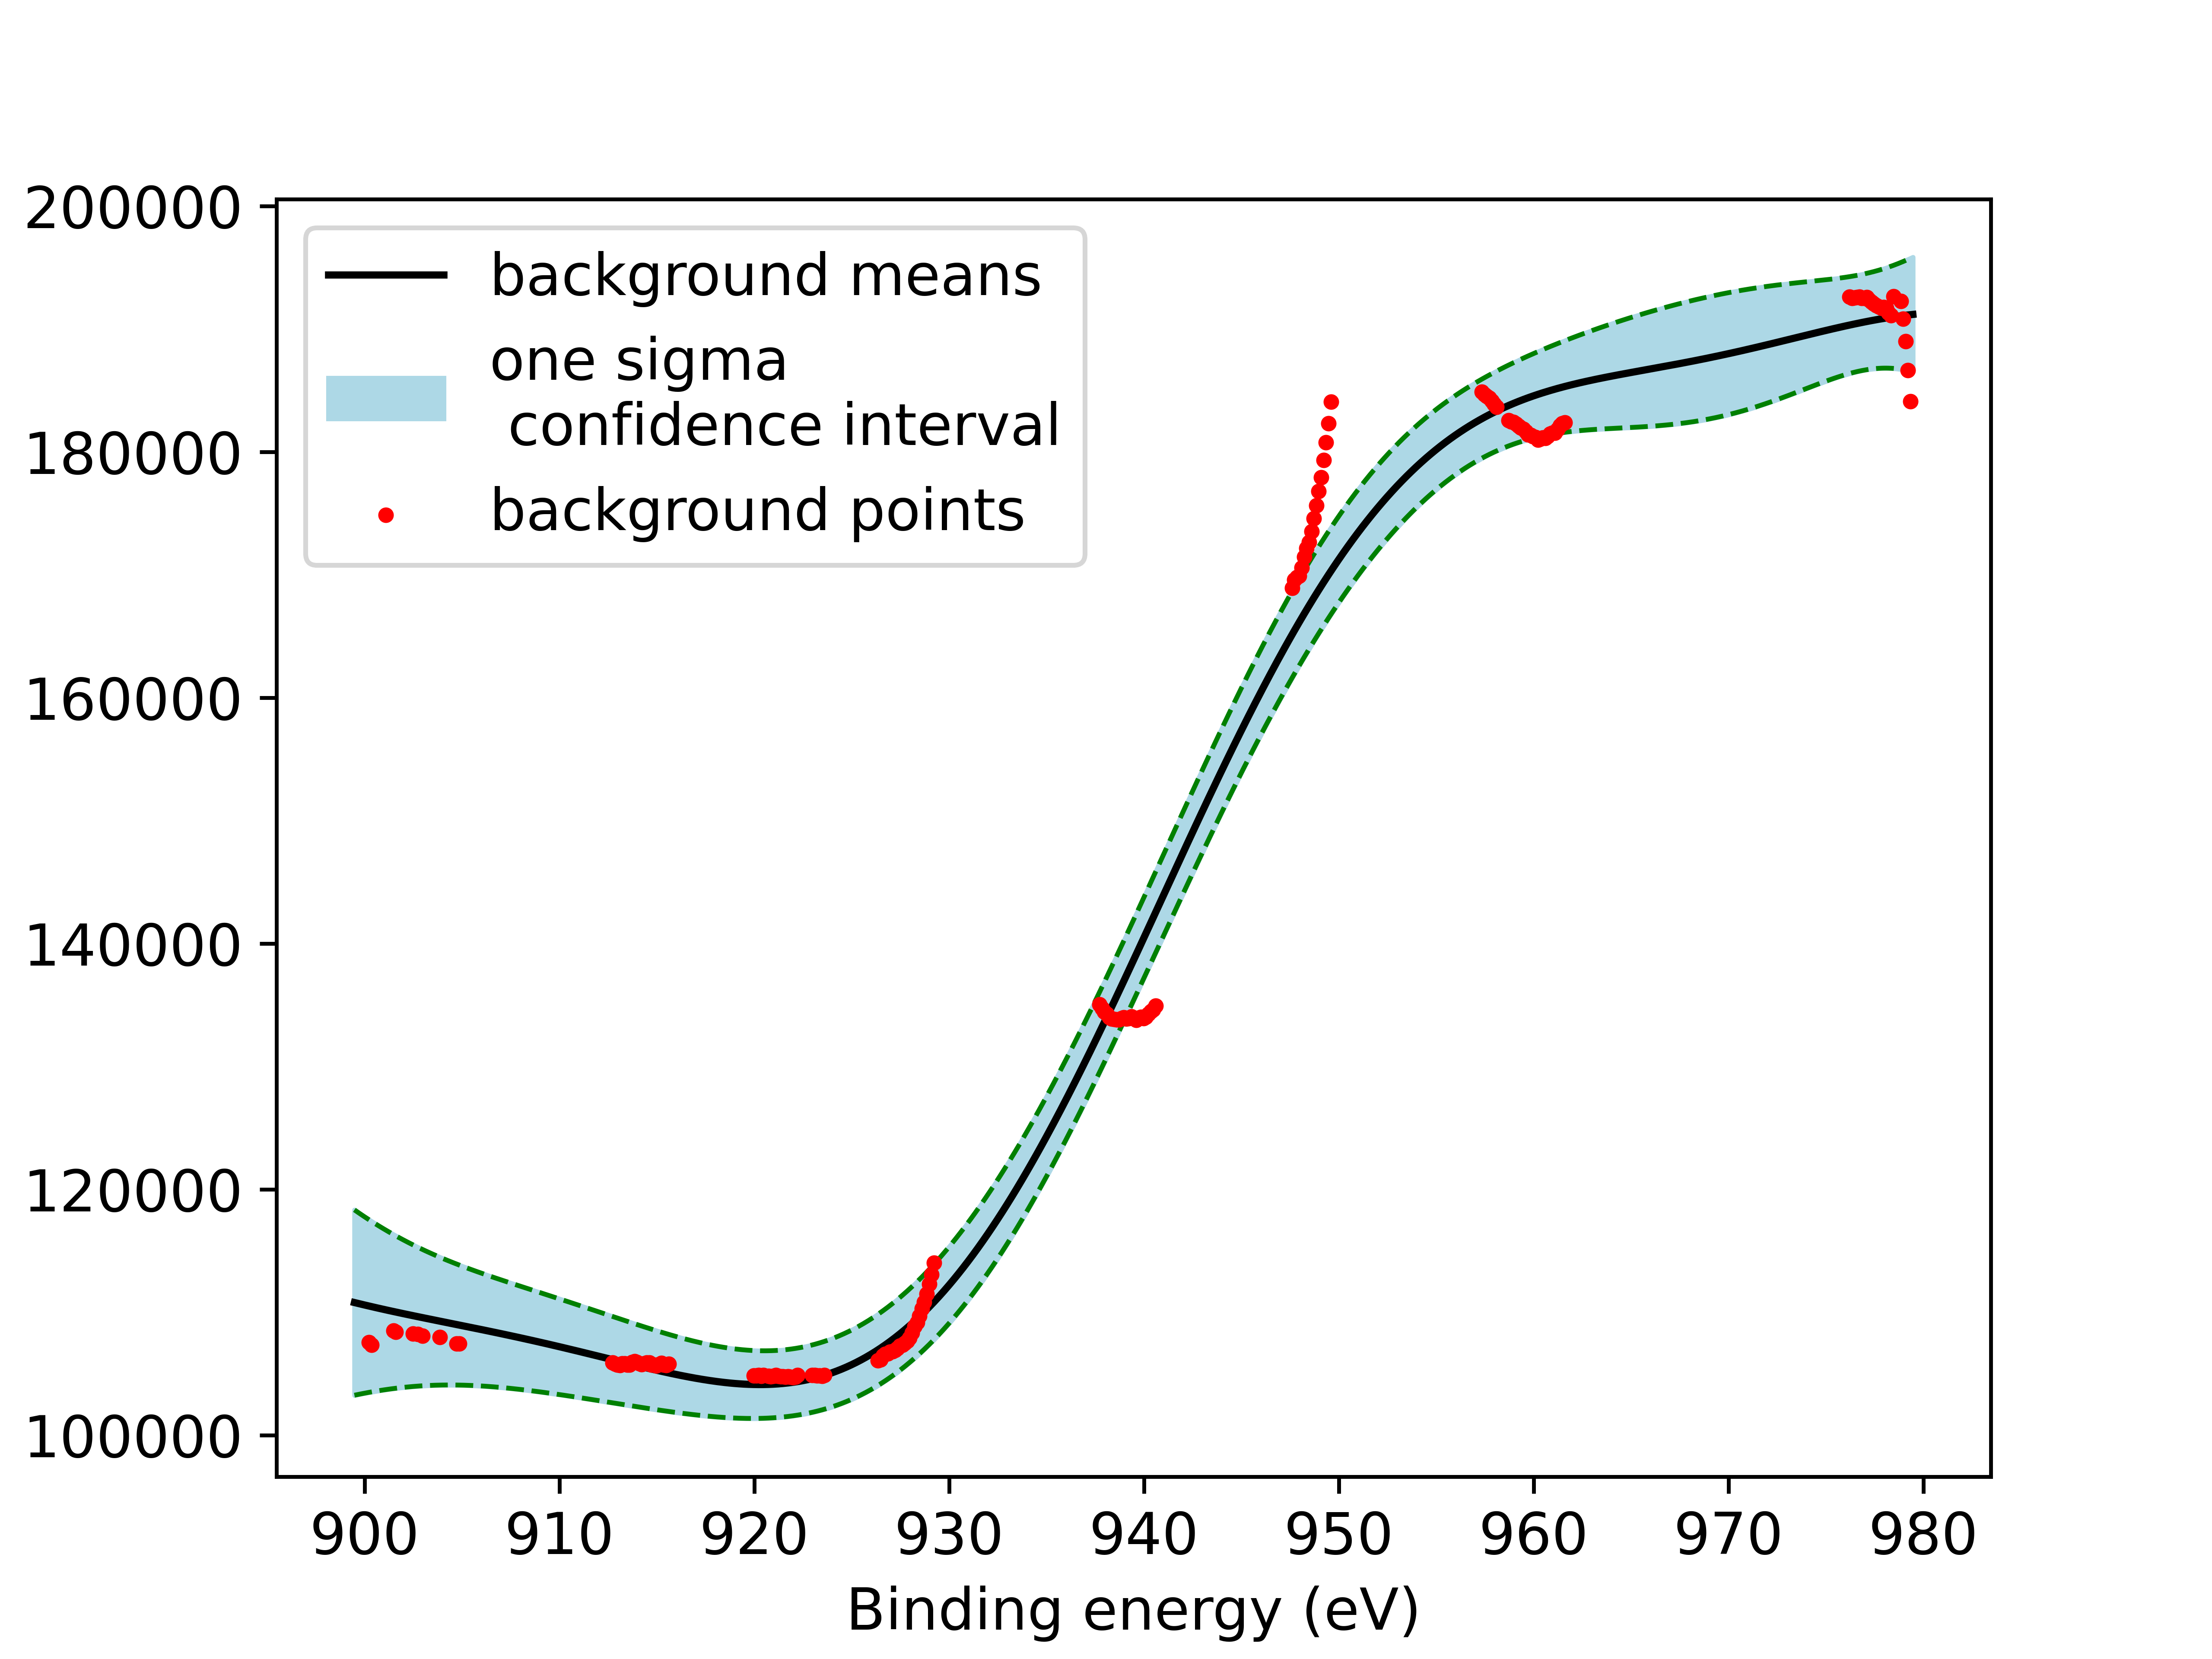 200000
180000
160000
140000
120000
100000
background means
one sigma
confidence interval
background points
900 910 920 930 940 950 960 970 980
Binding energy (eV)